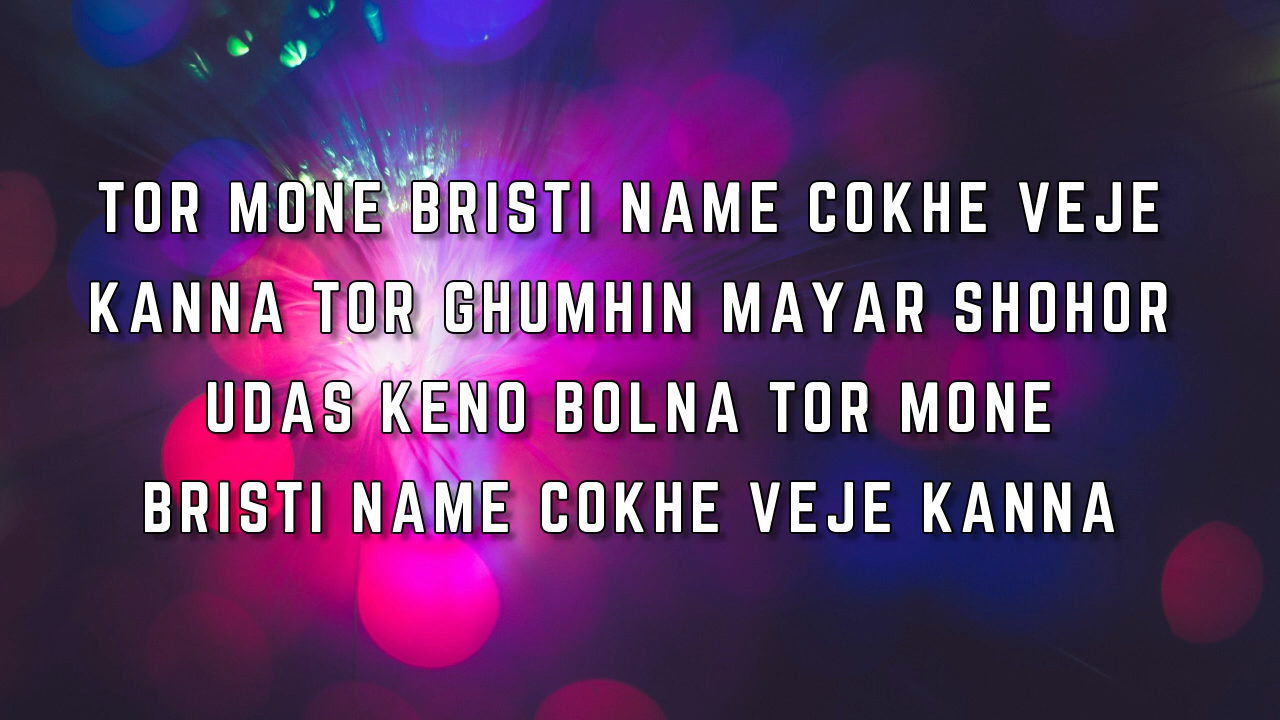 TOR MONE BRISTI NAME COKHE VEJE
KANNA TOR GHUMHIN MAYAR SHOHOR
UDAS KENO BOLNA TOR MONE
BRISTI NAME COKHE VEJE KANNA